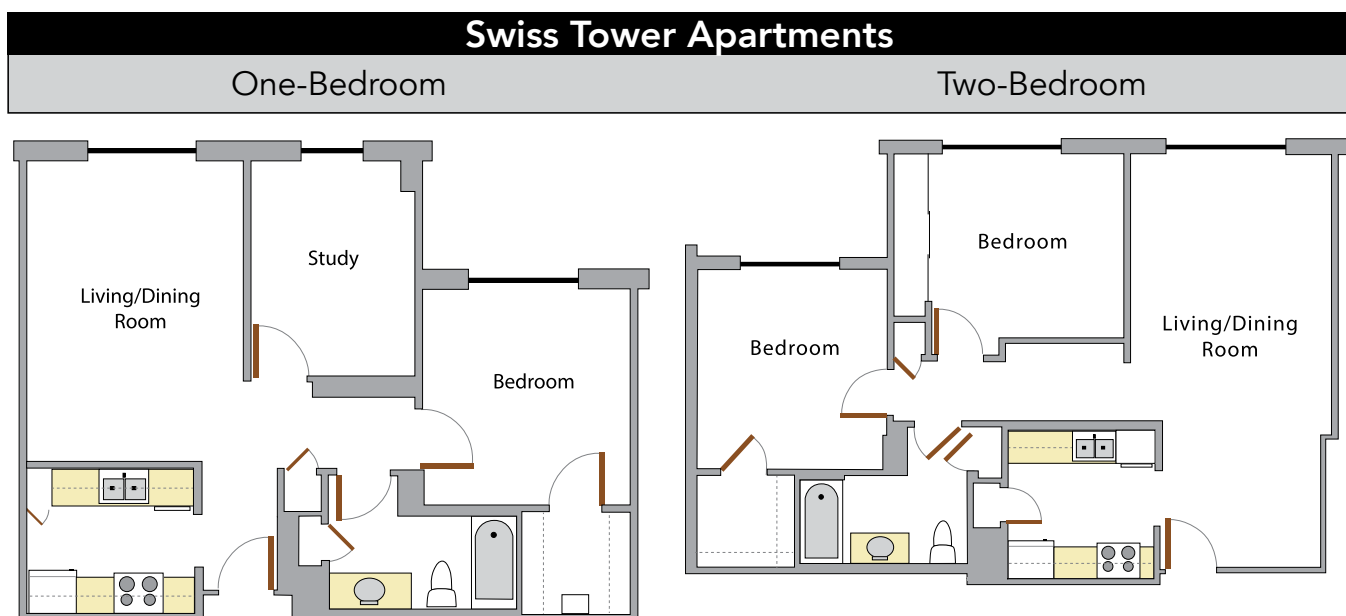 Swiss Tower Apartments
One-Bedroom
Two-Bedroom
Living/Dining
Room
Study
Bedroom
Bedroom
Bedroom
Living/Dining
Room